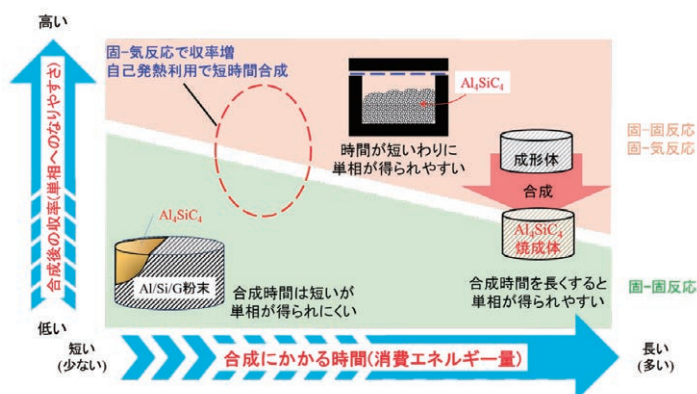 高い
合成後の収率(単相へのなりやすさ)
低い
固-気反応で収率増
自己発熱利用で短時間合成
Al₄SiC₄
時間が短いわりに
単相が得られやすい
成形体
合成
Al₄SiC₄
焼成体
固-固反応
固-気反応
Al₄SiC₄
Al/Si/G粉末
合成時間は短いが
単相が得られにくい
合成時間を長くすると
単相が得られやすい
固-固反応
短い
(少ない)
合成にかかる時間(消費エネルギー量)
長い
(多い)